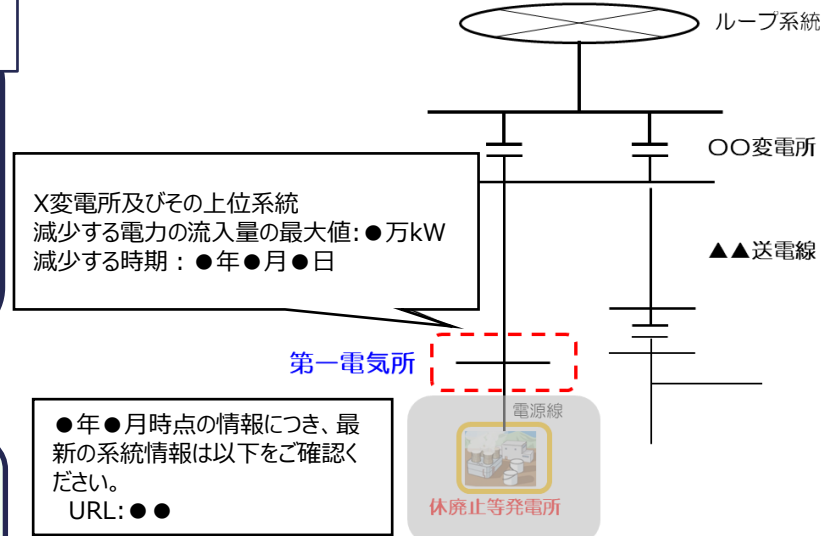 ループ系統
〇〇変電所
X変電所及びその上位系統
減少する電力の流入量の最大値:●万kW
減少する時期：●年●月●日
▲▲送電線
第一電気所
電源線
●年●月時点の情報につき、最
新の系統情報は以下をご確認く
ださい。
URL:●●
休廃止等発電所